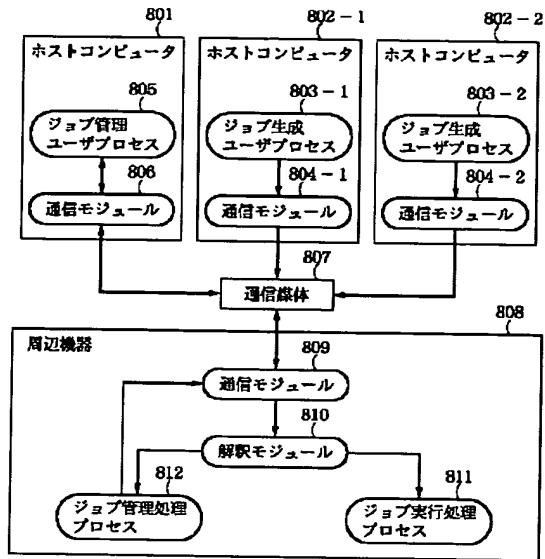 801
802-1
802-2
ホストコンピュータ
ホストコンピュータ
ホストコンピュータ
805
803-1
803-2
ジョブ管理
ユーザプロセス
ジョブ生成
ユーザプロセス
ジョブ生成
ユーザプロセス
806
804-1
804-2
通信モジュール
通信モジュール
通信モジュール
807
通信媒体
808
周辺機器
809
通信モジュール
810
解釈モジュール
812
811
ジョブ管理処理
プロセス
ジョブ実行処理
プロセス